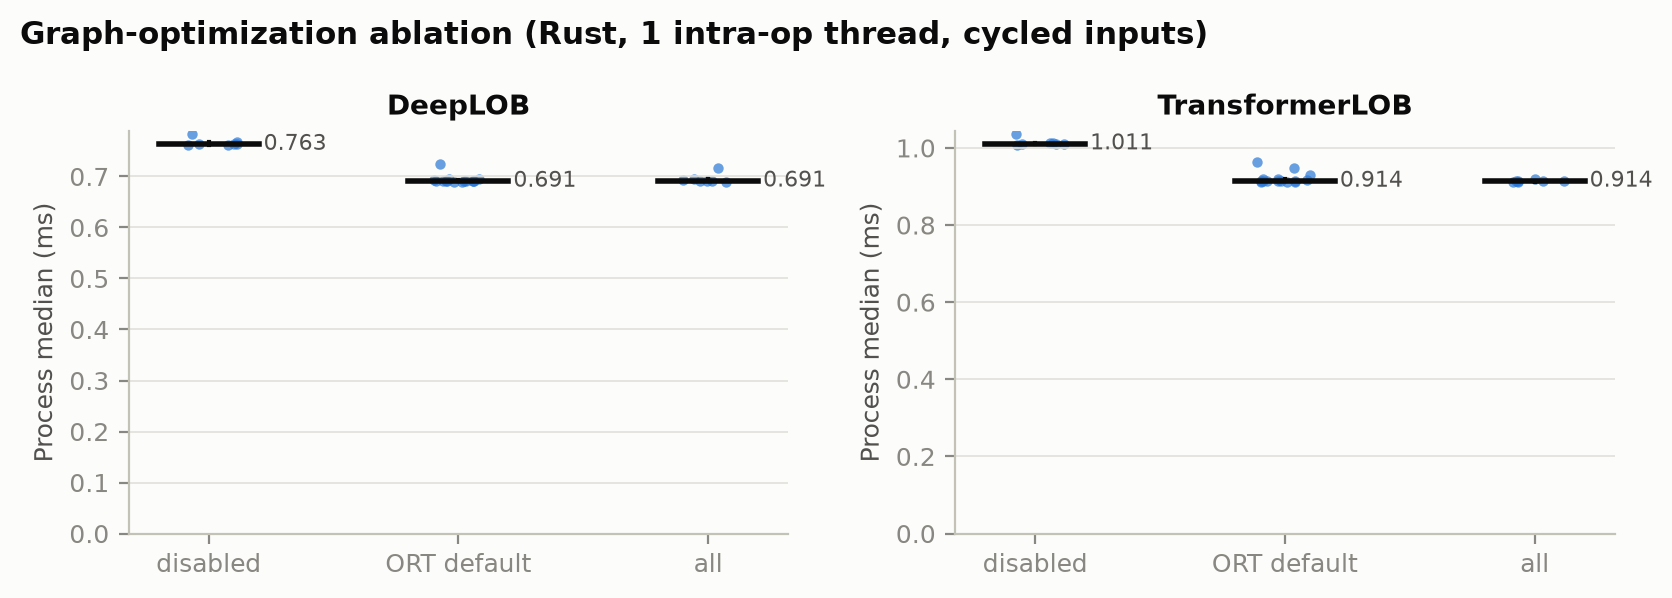 Graph-optimization ablation (Rust, 1 intra-op thread, cycled inputs)
DeepLOB
Process median (ms)
0.7
0.6
0.5
0.4
0.3
0.2
0.1
0.0
0.763
0.691
0.691
disabled
ORT default
all
TransformerLOB
Process median (ms)
1.0
0.8
0.6
0.4
0.2
0.0
1.011
0.914
0.914
disabled
ORT default
all